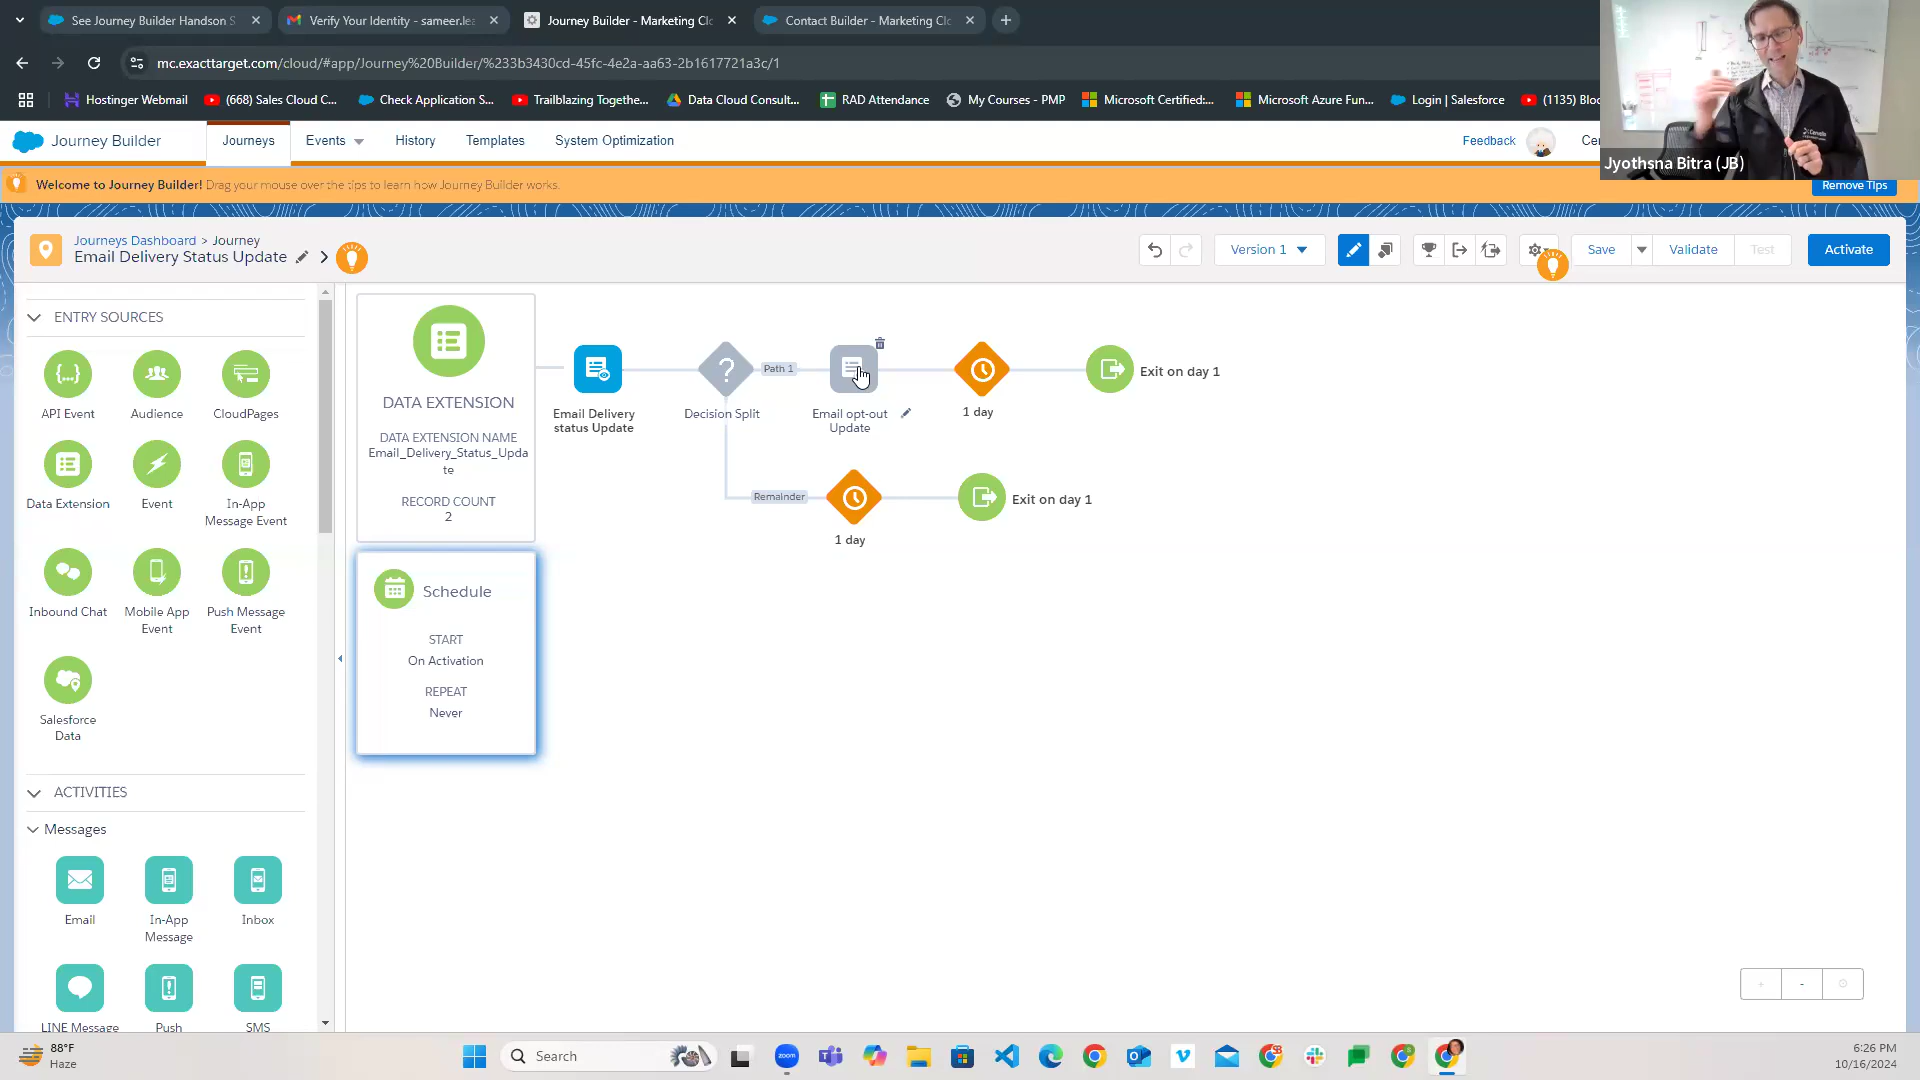 See Journey Builder Handson S
Verify Your Identity - sameer.lea
Journey Builder - Marketing Clo
Contact Builder - Marketing Clo
mc.exacttarget.com/cloud/#app/Journey%20Builder/%233b3430cd-45fc-4e2a-aa63-2b1617721a3c/1
Hostinger Webmail
(668) Sales Cloud C...
Check Application S...
Trailblazing Togethe...
Data Cloud Consult...
RAD Attendance
My Courses - PMP
Microsoft Certified:...
Microsoft Azure Fun...
Login | Salesforce
(1135) Bloc
Jyothsna Bitra (JB)
Journey Builder
Journeys
Events
History
Templates
System Optimization
Feedback
Cer
Welcome to Journey Builder! Drag your mouse over the tips to learn how Journey Builder works.
Remove Tips
Journeys Dashboard > Journey
Email Delivery Status Update
Version 1
Save
Validate
Test
Activate
ENTRY SOURCES
API Event
Audience
CloudPages
Data Extension
Event
In-App
Message Event
Inbound Chat
Mobile App
Event
Push Message
Event
Salesforce
Data
ACTIVITIES
Messages
Email
In-App
Message
Inbox
LINE Message
Push
SMS
DATA EXTENSION
DATA EXTENSION NAME
Email_Delivery_Status_Upda
te
RECORD COUNT
2
Schedule
START
On Activation
REPEAT
Never
Email Delivery
status Update
Decision Split
Path 1
Email opt-out
Update
1 day
Exit on day 1
Remainder
1 day
Exit on day 1
88°F
Haze
Search
zoom
6:26 PM
10/16/2024